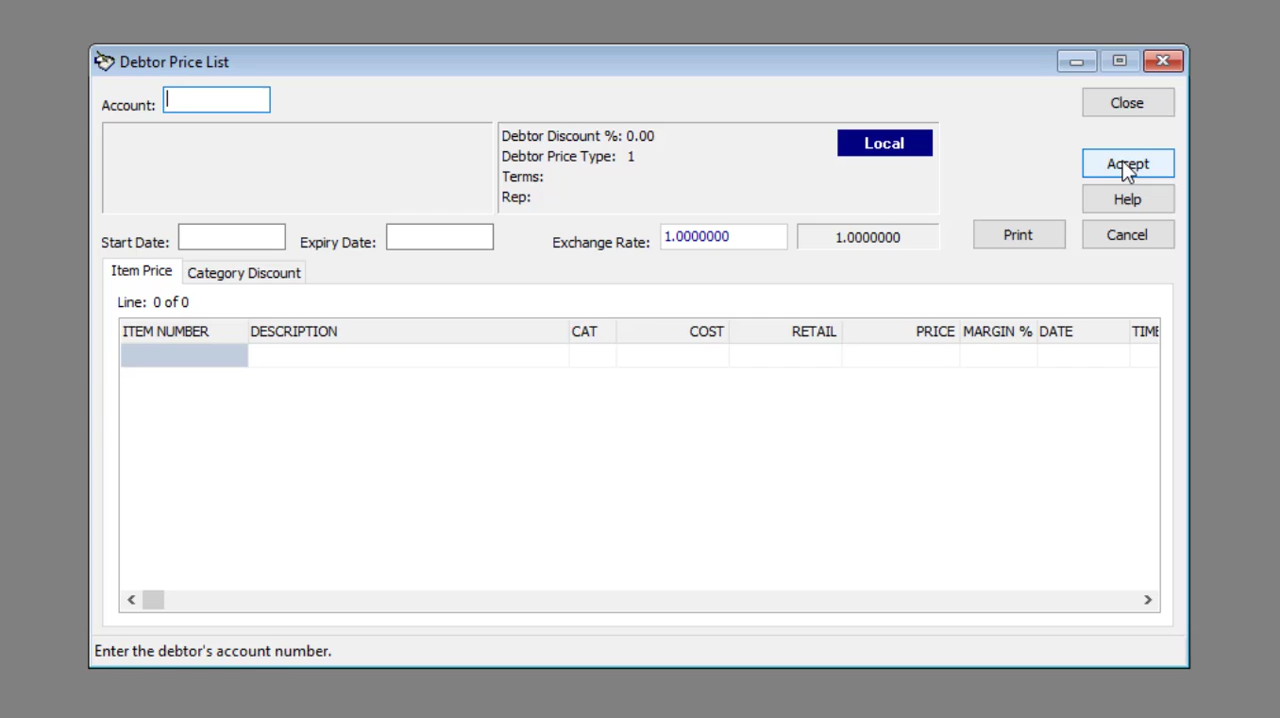 Debtor Price List
Account:
Close
Debtor Discount %: 0.00
Local
Debtor Price Type: 1
Accept
Terms:
Rep:
Help
Start Date:
Expiry Date:
Exchange Rate: 1.0000000 1.0000000
Print
Cancel
Item Price Category Discount
Line: 0 of 0
ITEM NUMBER DESCRIPTION CAT COST RETAIL PRICE MARGIN % DATE TIME
Enter the debtor's account number.